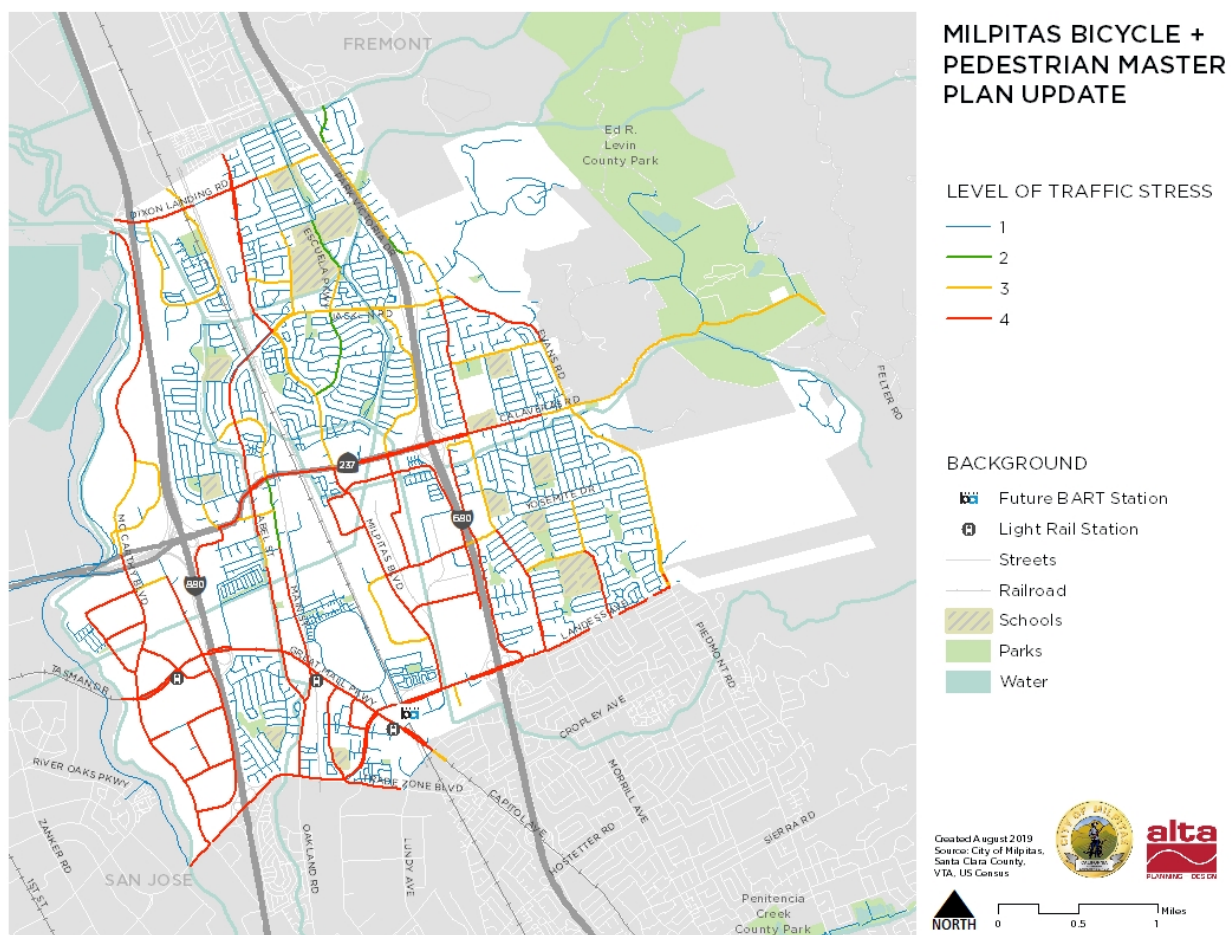 MILPITAS BICYCLE +
PEDESTRIAN MASTER
PLAN UPDATE
LEVEL OF TRAFFIC STRESS
1
2
3
4
BACKGROUND
Future BART Station
Light Rail Station
Streets
Railroad
Schools
Parks
Water
Created August 2019
Source: City of Milpitas,
Santa Clara County,
VTA, US Census
alta
PLANNING DESIGN
NORTH
0 0.5 1 Miles
FREMONT
Ed R.
Levin
County Park
DIXON LANDING RD
PARK VICTORIA DR
ESCUELA PKWY
EVANS RD
FELTER RD
CALAVERAS RD
237
YOSEMITE DR
680
MCCARTHY BLVD
ABEL ST
MILPITAS BLVD
880
MAIN ST
LANDESS AVE
PIEDMONT RD
GREAT MALL PKWY
TASMAN DR
CROPLEY AVE
RIVER OAKS PKWY
TRADE ZONE BLVD
MORRILL AVE
CAPITOL AVE
ZANKER RD
OAKLAND RD
LUNDY AVE
HOSTETTER RD
SIERRA RD
1ST ST
SAN JOSE
Penitencia
Creek
County Park